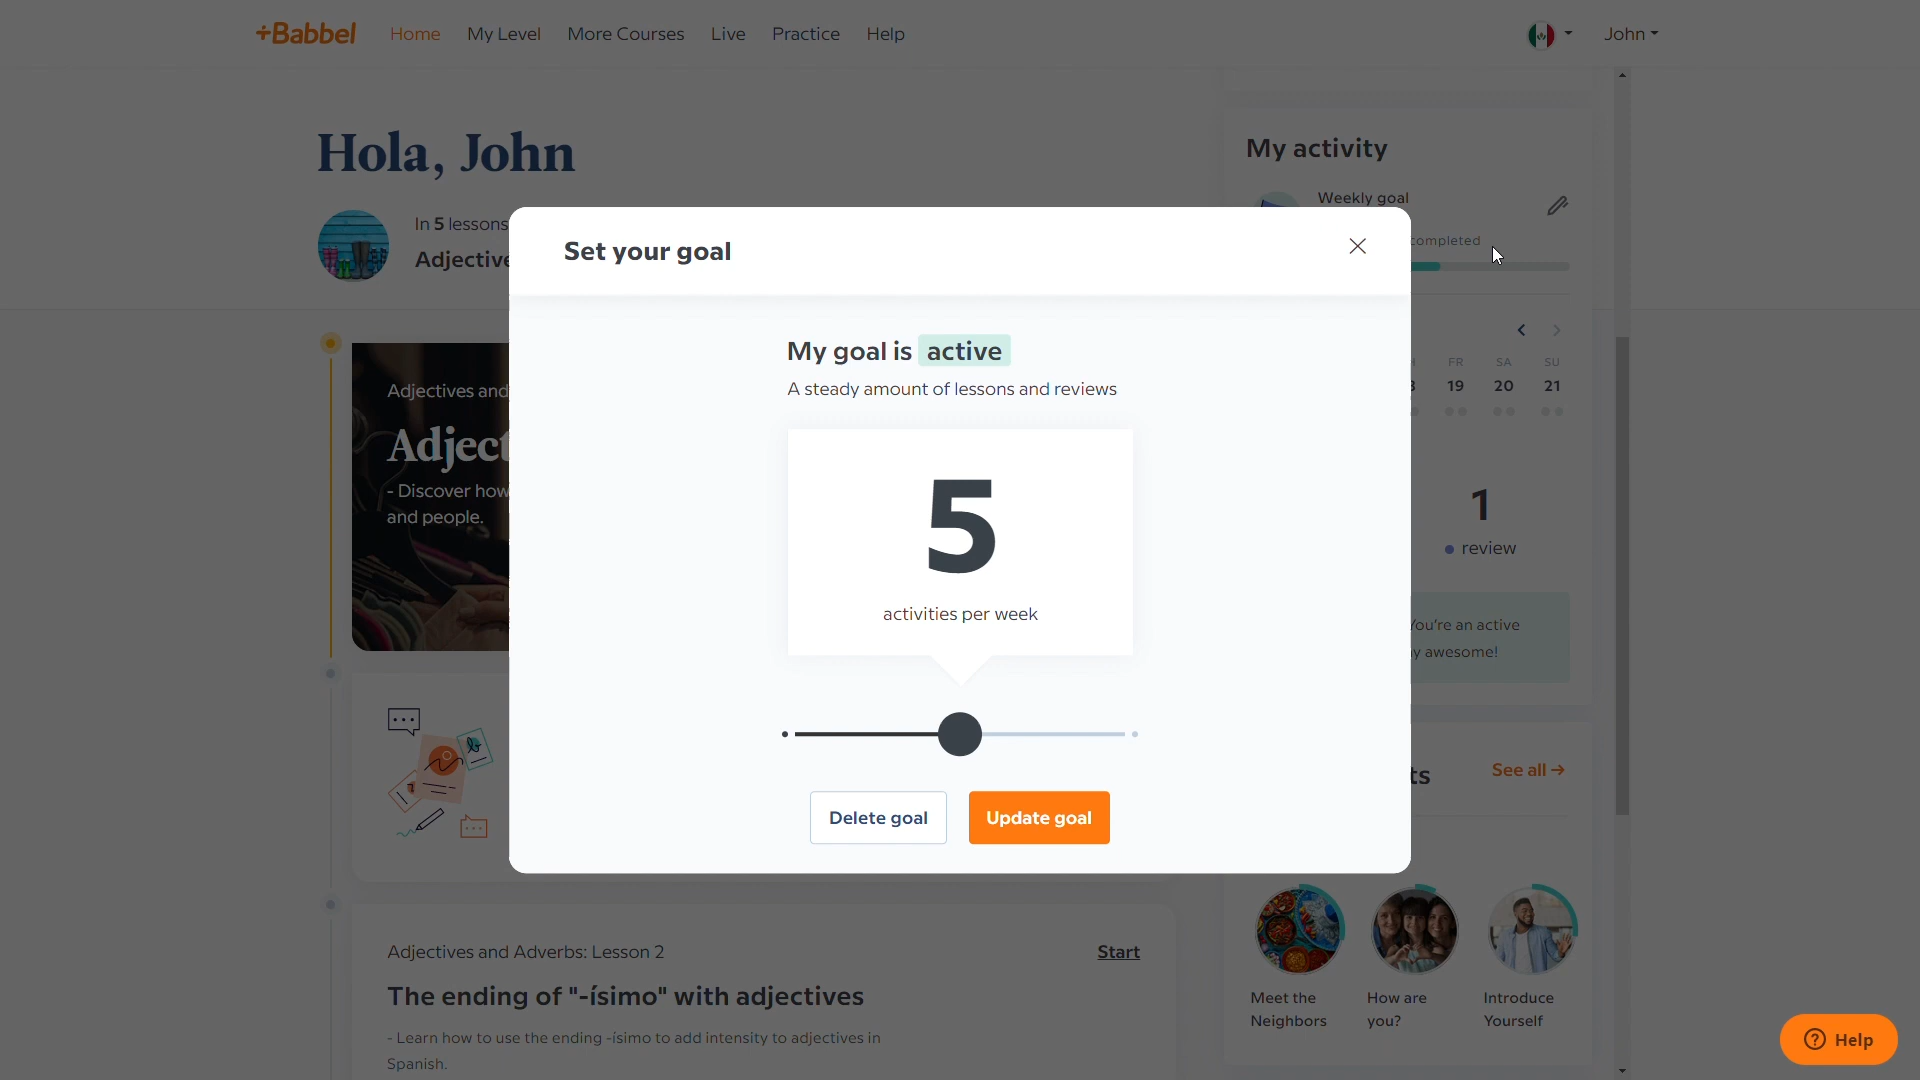 Babbel
Home
My Level
More Courses
Live
Practice
Help
John
Hola, John
In 5 lessons
Adjective
My activity
Weekly goal
completed
Set your goal
My goal is active
A steady amount of lessons and reviews
5
activities per week
Delete goal
Update goal
FR
SA
SU
19
20
21
1
review
You're an active
awesome!
See all
Adjectives and
- Discover how
and people.
Adjectives and Adverbs: Lesson 2
Start
The ending of "-ísimo" with adjectives
- Learn how to use the ending -ísimo to add intensity to adjectives in
Spanish.
Meet the
Neighbors
How are
you?
Introduce
Yourself
Help